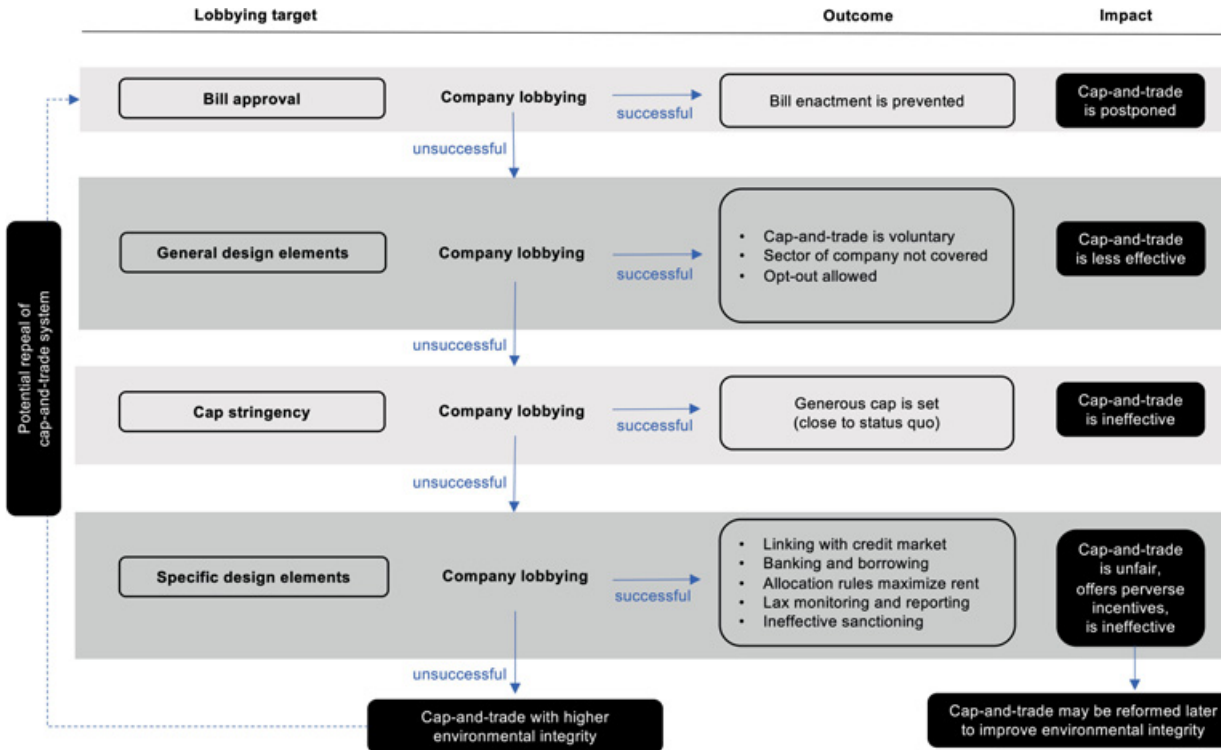 Lobbying target
Outcome
Impact
Bill approval
Company lobbying
successful
Bill enactment is prevented
Cap-and-trade
is postponed
unsuccessful
General design elements
Company lobbying
successful
• Cap-and-trade is voluntary
• Sector of company not covered
• Opt-out allowed
Cap-and-trade
is less effective
unsuccessful
Potential repeal of
cap-and-trade system
Cap stringency
Company lobbying
successful
Generous cap is set
(close to status quo)
Cap-and-trade
is ineffective
unsuccessful
Specific design elements
Company lobbying
successful
• Linking with credit market
• Banking and borrowing
• Allocation rules maximize rent
• Lax monitoring and reporting
• Ineffective sanctioning
Cap-and-trade
is unfair,
offers perverse
incentives,
is ineffective
unsuccessful
Cap-and-trade with higher
environmental integrity
Cap-and-trade may be reformed later
to improve environmental integrity